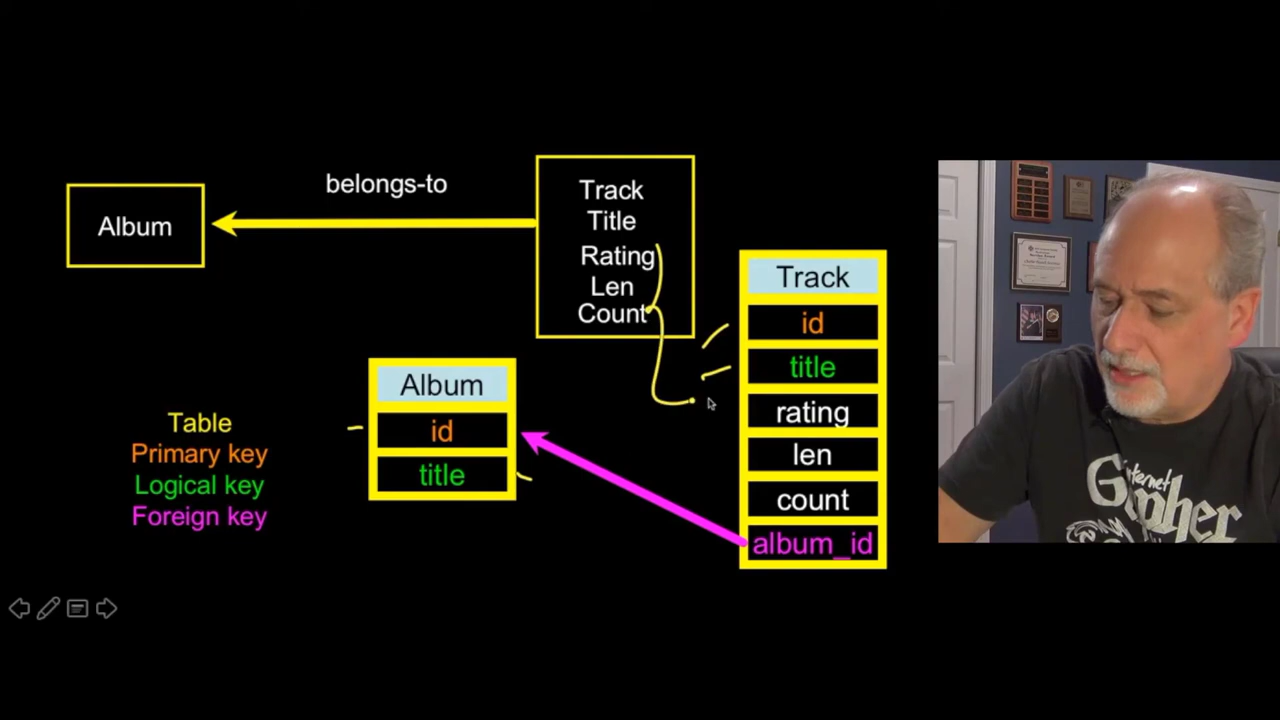 belongs-to
Album
Track
Title
Rating
Len
Count
Track
id
title
rating
len
count
album_id
Album
id
title
Table
Primary key
Logical key
Foreign key
Internet
Gopher